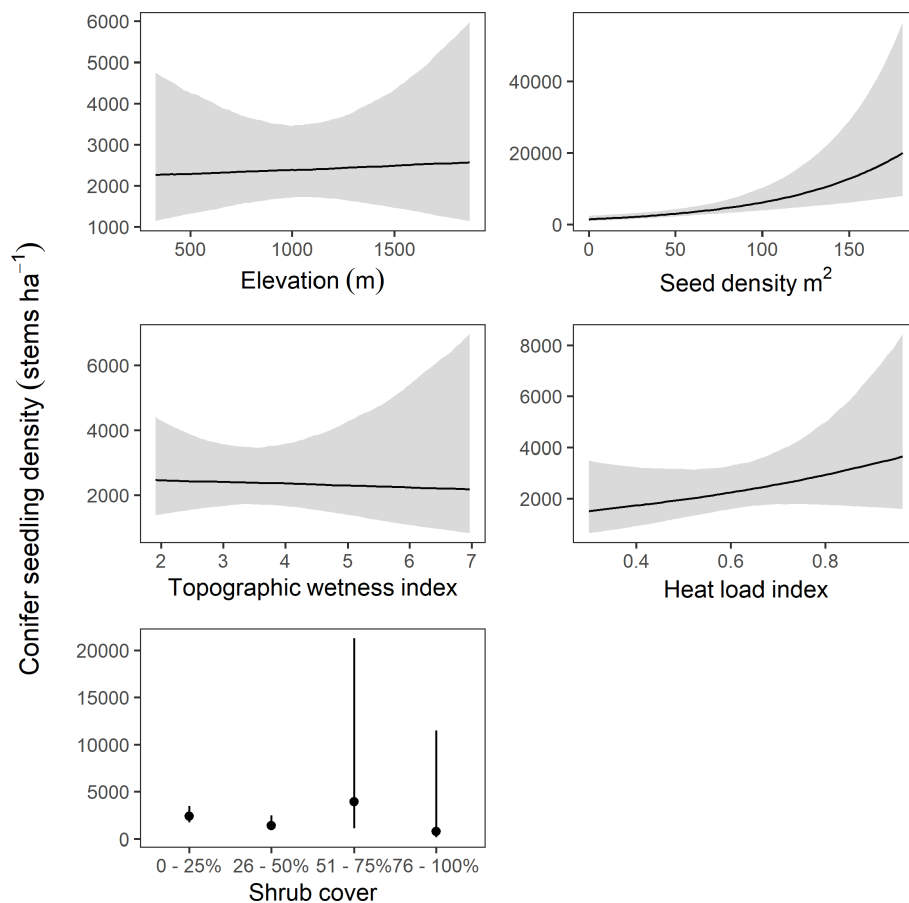 Conifer seedling density (stems ha⁻¹)
6000
5000
4000
3000
2000
1000
500 1000 1500
Elevation (m)
40000
20000
0
0 50 100 150
Seed density m²
6000
4000
2000
2 3 4 5 6 7
Topographic wetness index
8000
6000
4000
2000
0.4 0.6 0.8
Heat load index
20000
15000
10000
5000
0
0 - 25% 26 - 50% 51 - 75% 76 - 100%
Shrub cover